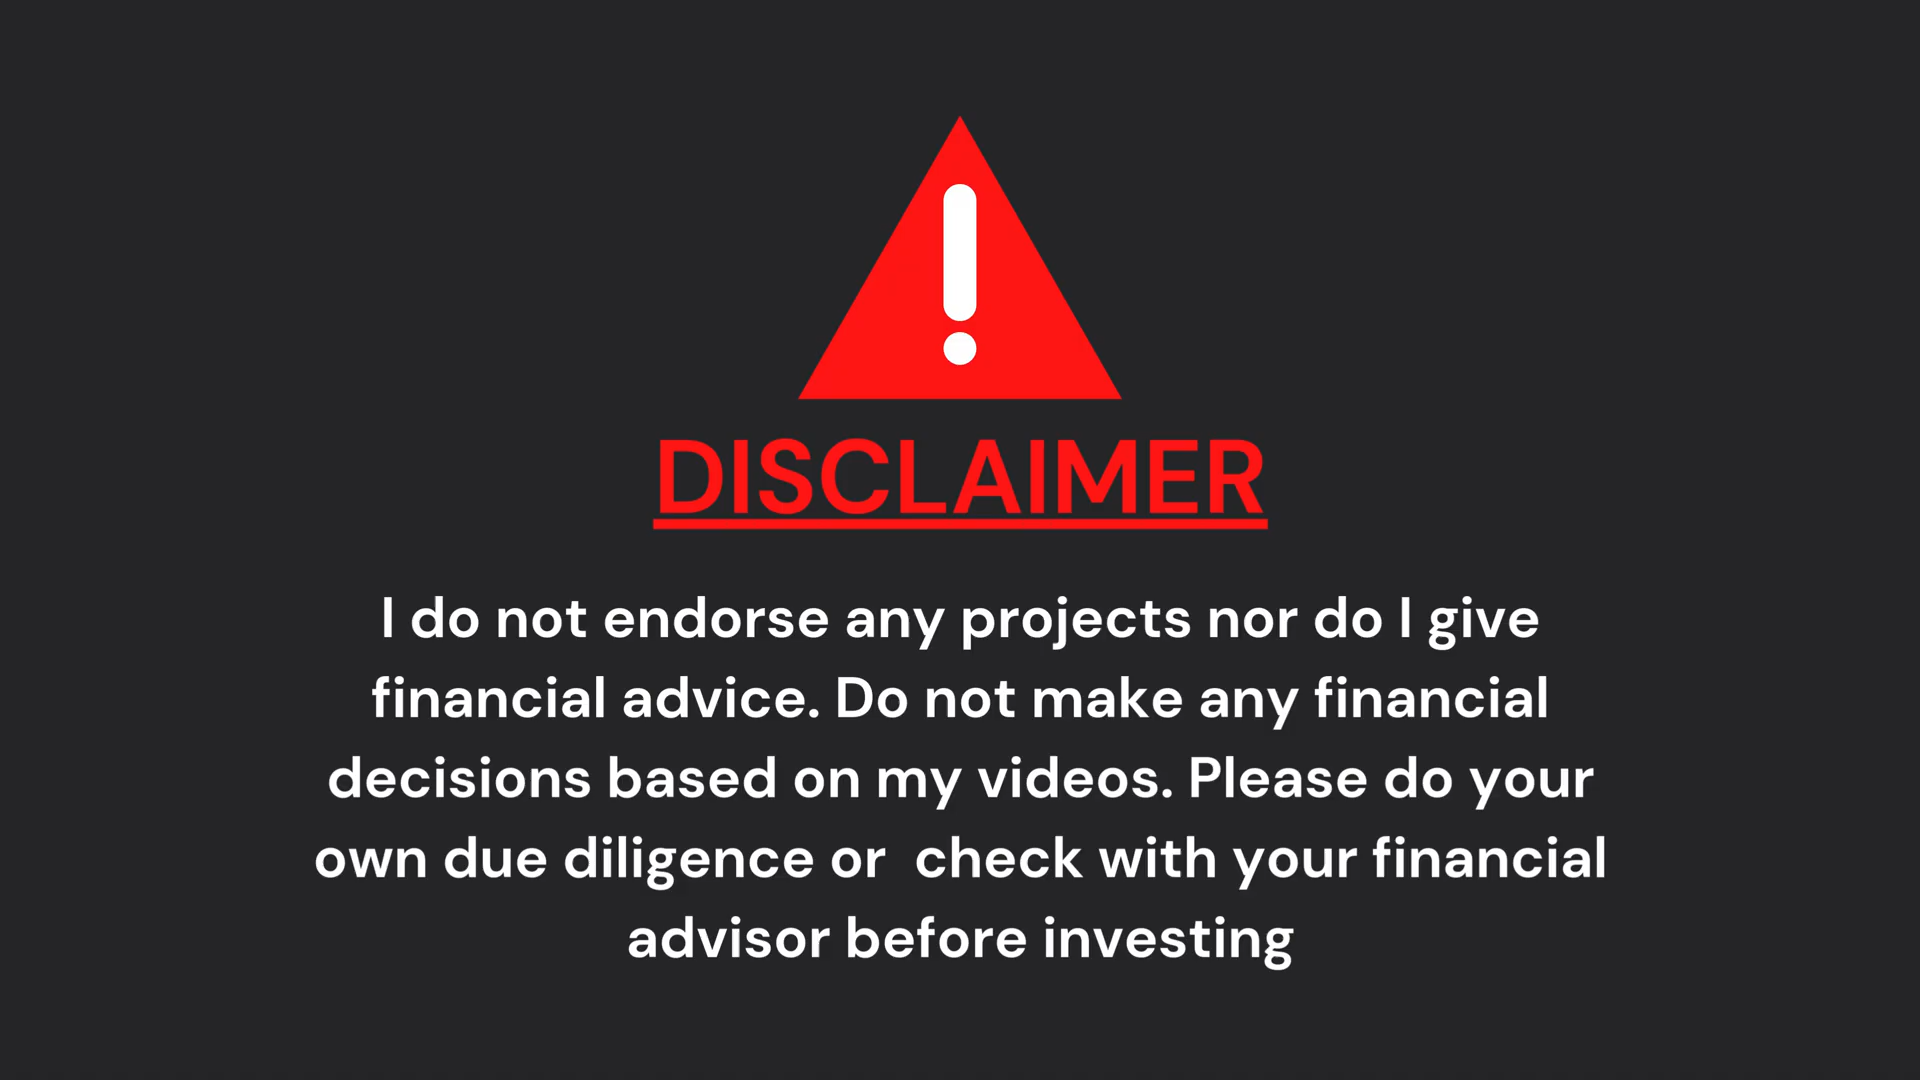 DISCLAIMER
I do not endorse any projects nor do I give
financial advice. Do not make any financial
decisions based on my videos. Please do your
own due diligence or  check with your financial
advisor before investing